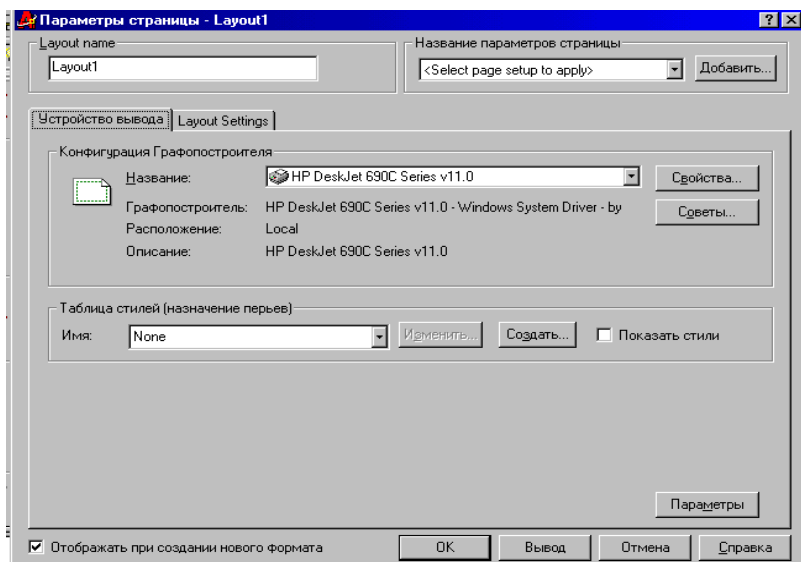 Параметры страницы - Layout1
Layout name
Layout1
Название параметров страницы
<Select page setup to apply>
Добавить...
Устройство вывода
Layout Settings
Конфигурация Графопостроителя
Название:
HP DeskJet 690C Series v11.0
Свойства...
Графопостроитель:
HP DeskJet 690C Series v11.0 - Windows System Driver - by
Советы...
Расположение:
Local
Описание:
HP DeskJet 690C Series v11.0
Таблица стилей (назначение перьев)
Имя:
None
Изменить...
Создать...
Показать стили
Параметры
Отображать при создании нового формата
OK
Вывод
Отмена
Справка